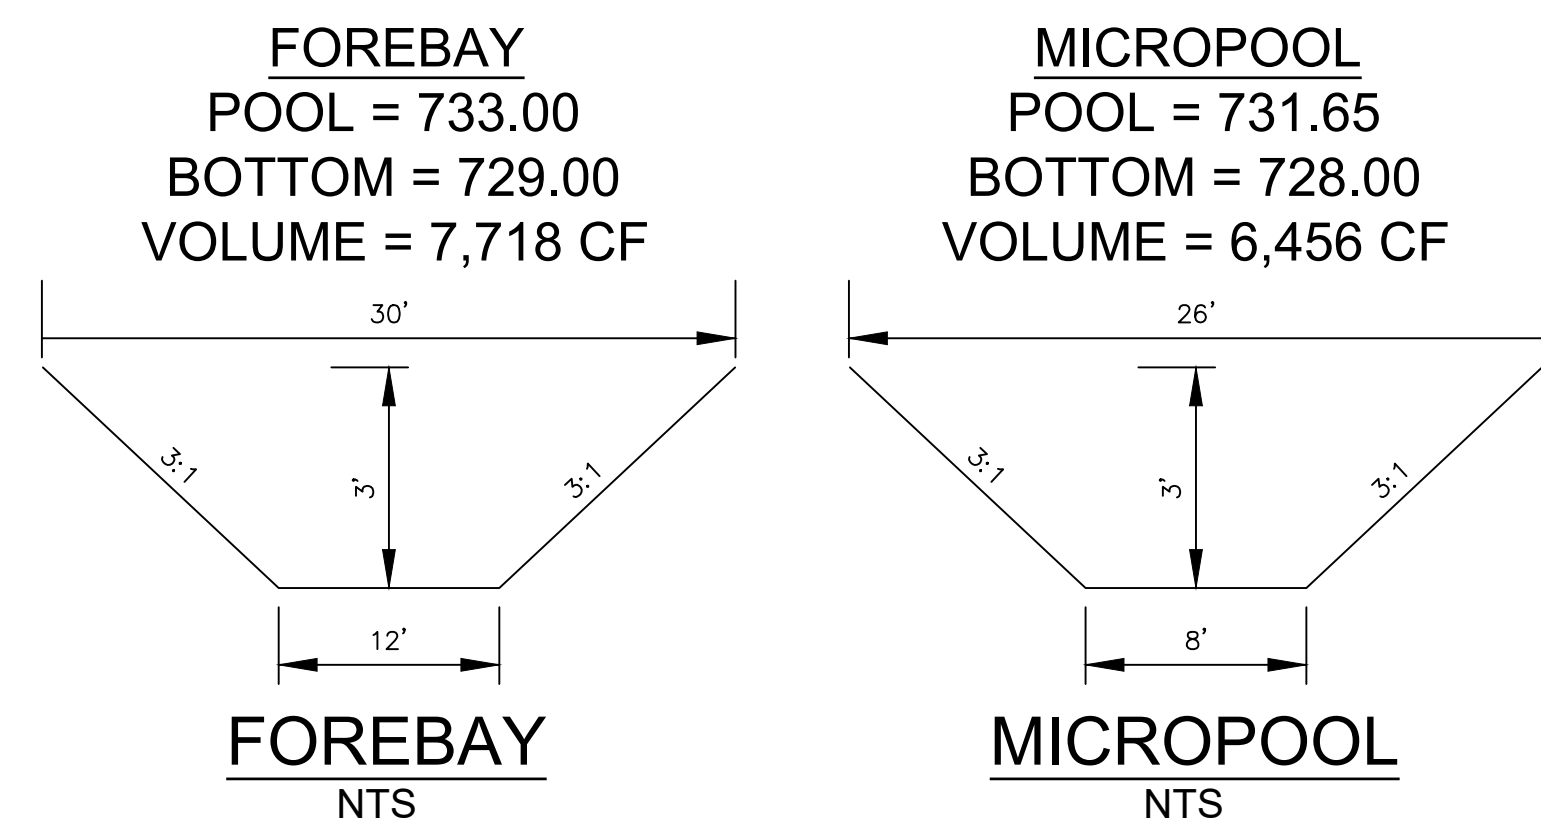 FOREBAY
POOL = 733.00
BOTTOM = 729.00
VOLUME = 7,718 CF
30'
3:1
3'
3:1
12'
FOREBAY
NTS
MICROPOOL
POOL = 731.65
BOTTOM = 728.00
VOLUME = 6,456 CF
26'
3:1
3'
3:1
8'
MICROPOOL
NTS